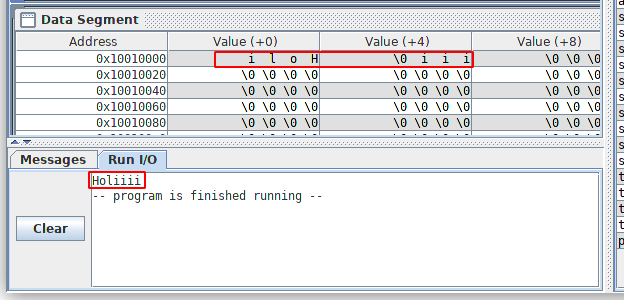 Data Segment
Address Value (+0) Value (+4) Value (+8)
0x10010000 i l o H \0 i i i \0 \0 \0
0x10010020 \0 \0 \0 \0 \0 \0 \0 \0 \0 \0 \0
0x10010040 \0 \0 \0 \0 \0 \0 \0 \0 \0 \0 \0
0x10010060 \0 \0 \0 \0 \0 \0 \0 \0 \0 \0 \0
0x10010080 \0 \0 \0 \0 \0 \0 \0 \0 \0 \0 \0
Messages Run I/O
Holiiii
-- program is finished running --
Clear